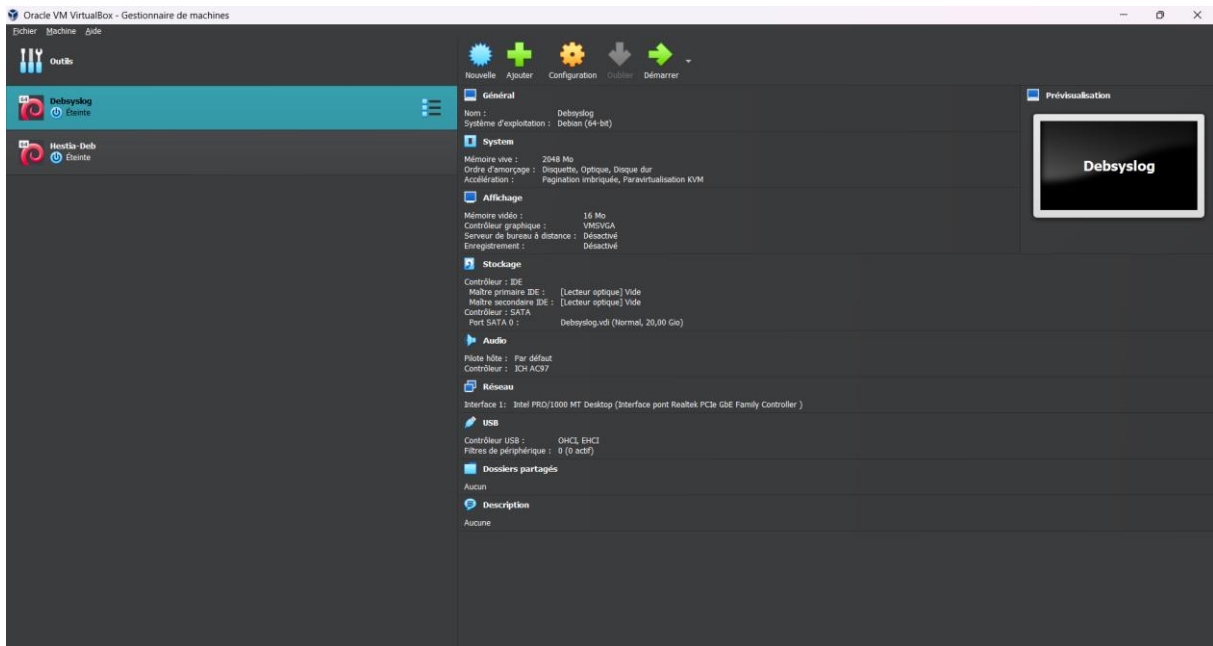 Oracle VM VirtualBox - Gestionnaire de machines
Fichier Machine Aide
Outils
Debsyslog
Éteinte
Hestia-Deb
Éteinte
Nouvelle Ajouter Configuration Oublier Démarrer
Général
Nom : Debsyslog
Système d'exploitation : Debian (64-bit)
System
Mémoire vive : 2048 Mo
Ordre d'amorçage : Disquette, Optique, Disque dur
Accélération : Pagination imbriquée, Paravirtualisation KVM
Affichage
Mémoire vidéo : 16 Mo
Contrôleur graphique : VMSVGA
Serveur de bureau à distance : Désactivé
Enregistrement : Désactivé
Stockage
Contrôleur : IDE
Maître primaire IDE : [Lecteur optique] Vide
Maître secondaire IDE : [Lecteur optique] Vide
Contrôleur : SATA
Port SATA 0 : Debsyslog.vdi (Normal, 20,00 Gio)
Audio
Pilote hôte : Par défaut
Contrôleur : ICH AC97
Réseau
Interface 1: Intel PRO/1000 MT Desktop (Interface pont Realtek PCIe GbE Family Controller )
USB
Contrôleur USB : OHCI, EHCI
Filtres de périphérique : 0 (0 actif)
Dossiers partagés
Aucun
Description
Aucune
Prévisualisation
Debsyslog